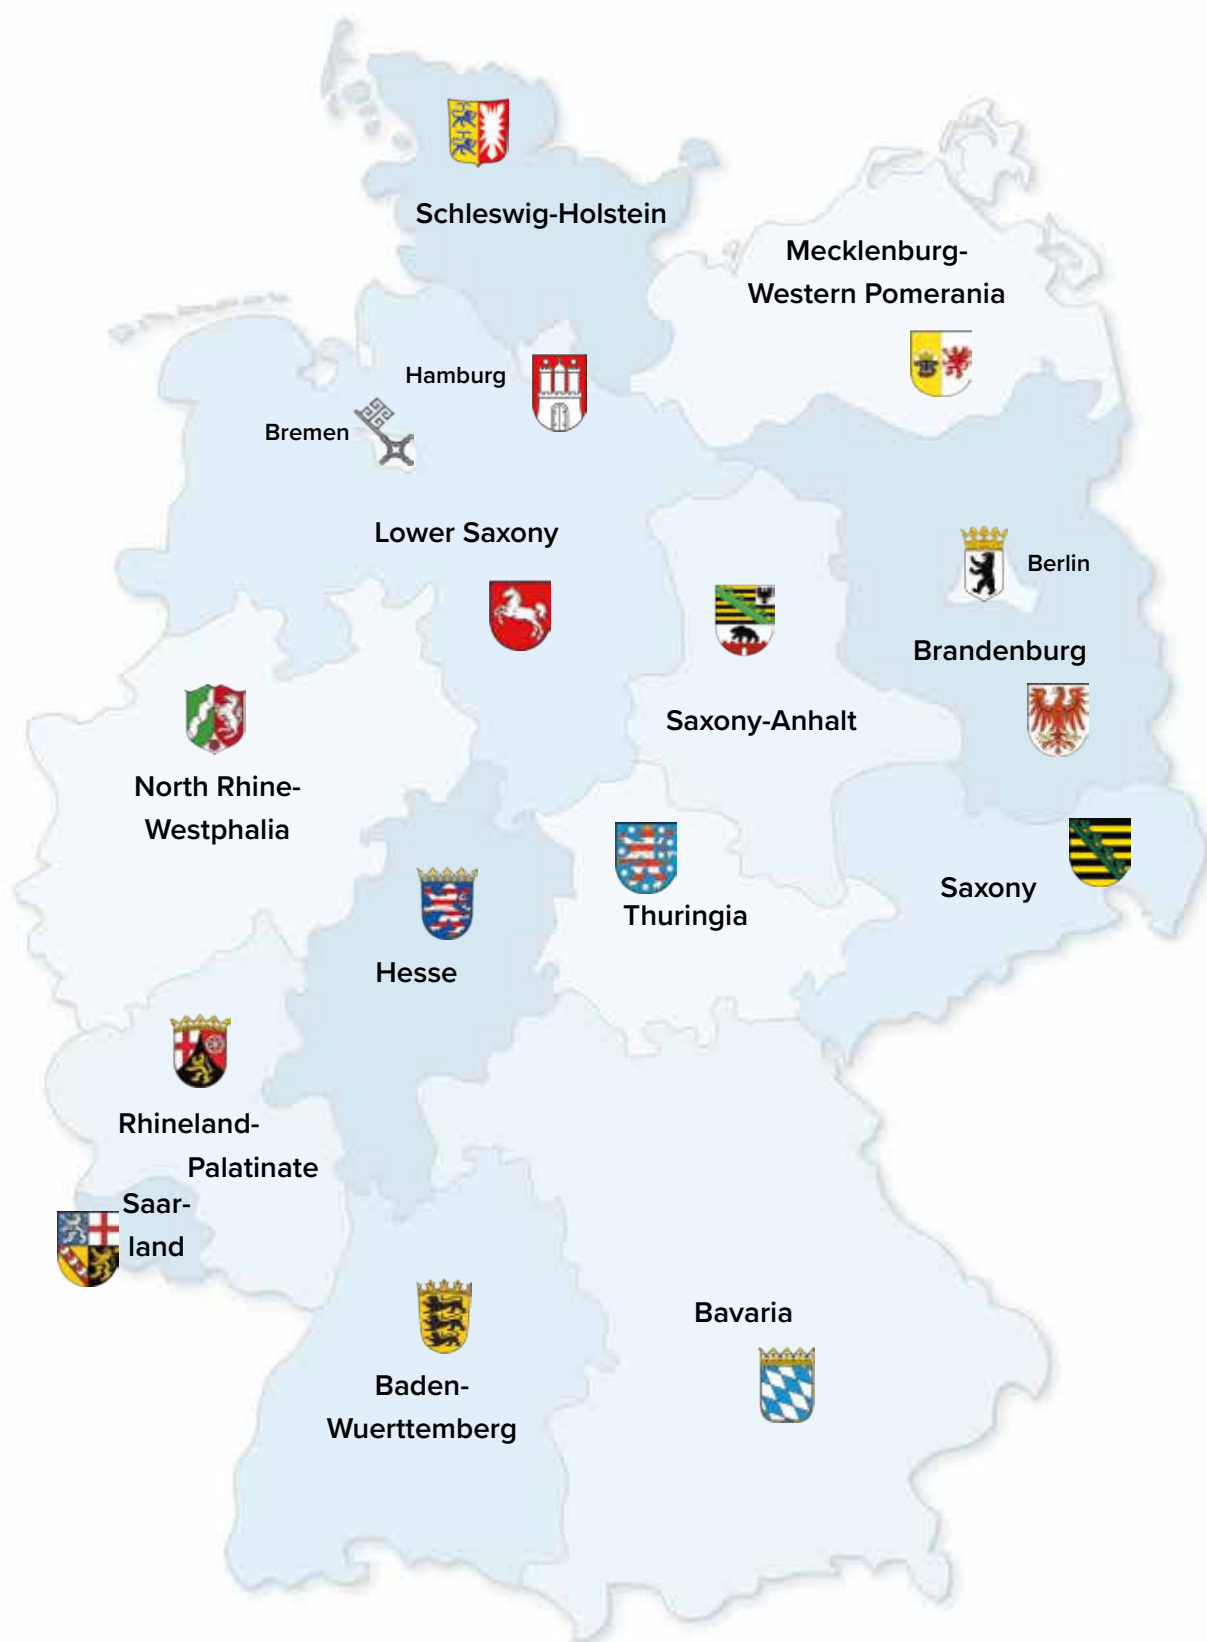 Schleswig-Holstein
Mecklenburg-
Western Pomerania
Hamburg
Bremen
Lower Saxony
Berlin
Brandenburg
Saxony-Anhalt
North Rhine-
Westphalia
Saxony
Thuringia
Hesse
Rhineland-
Palatinate
Saar-
land
Bavaria
Baden-
Wuerttemberg